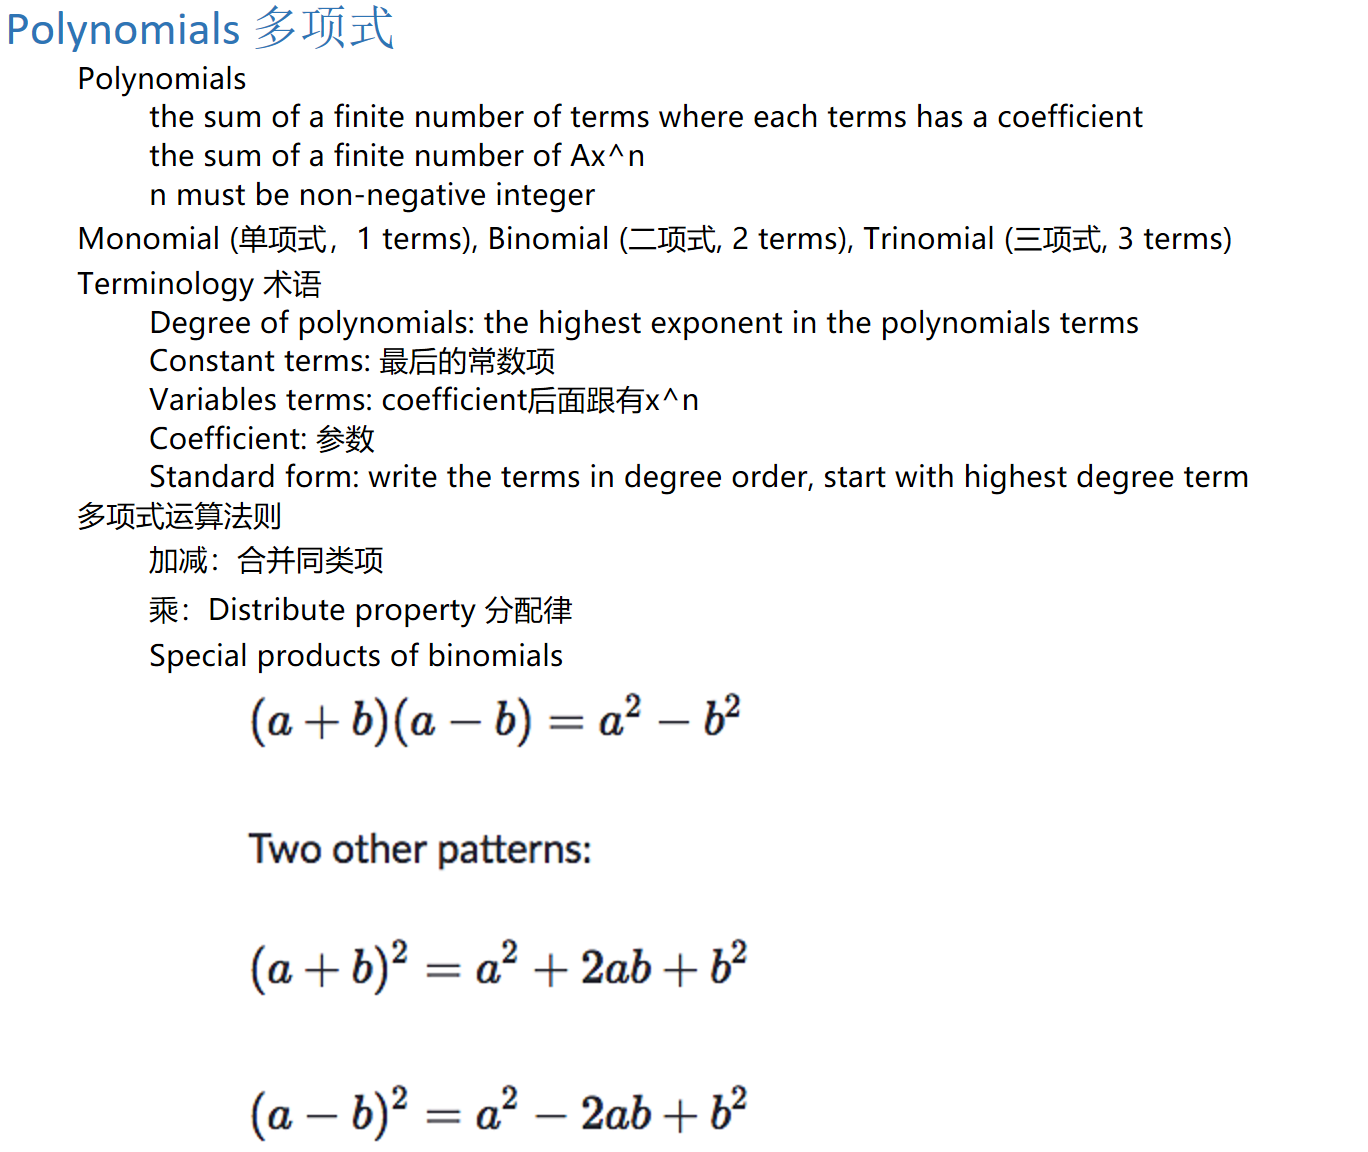 Polynomials 多项式
Polynomials
the sum of a finite number of terms where each terms has a coefficient
the sum of a finite number of Ax^n
n must be non-negative integer
Monomial (单项式，1 terms), Binomial (二项式, 2 terms), Trinomial (三项式, 3 terms)
Terminology 术语
Degree of polynomials: the highest exponent in the polynomials terms
Constant terms: 最后的常数项
Variables terms: coefficient后面跟有x^n
Coefficient: 参数
Standard form: write the terms in degree order, start with highest degree term
多项式运算法则
加减：合并同类项
乘：Distribute property 分配律
Special products of binomials
(a + b)(a − b) = a² − b²
Two other patterns:
(a + b)² = a² + 2ab + b²
(a − b)² = a² − 2ab + b²